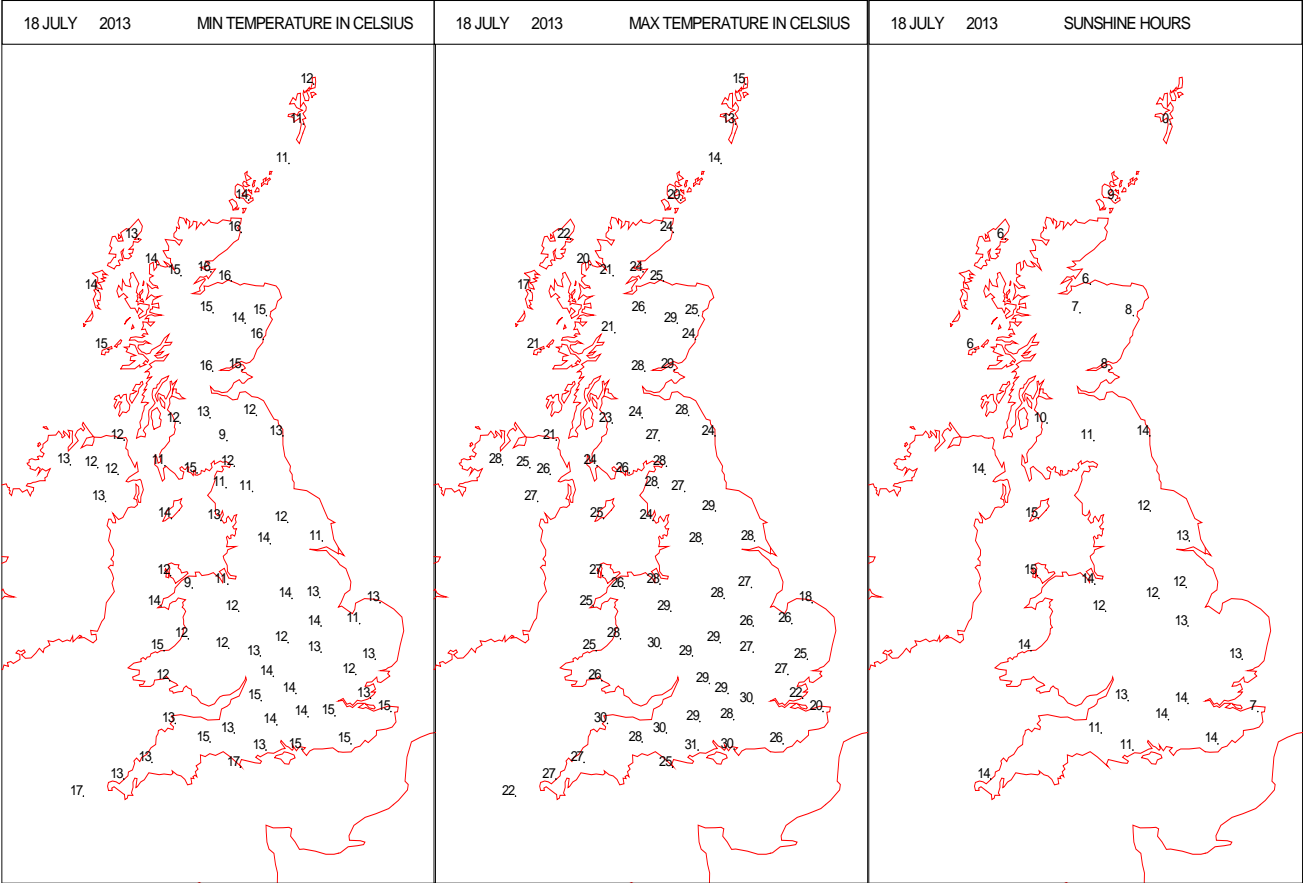 18 JULY 2013 MIN TEMPERATURE IN CELSIUS
12
11
11
14
16
13
14 16
15 16
14
15 14 15
16
15
16 15
12 13 12
12 9 13
13 12 12 11 15 12
13 11 11
14 13 12
14 11
12 9 11
14 12 14 13 13
14 11
15 12 12 12 13
13 13
12 14 12
15 14 13
13 13 14 14 15 15
15 13 15 15
13 17
13
17
18 JULY 2013 MAX TEMPERATURE IN CELSIUS
15
13
14
20
24
22
20 24
21 25
17
26 29 25
21 24
21
28 29
23 24 28
21 27 24
28 25 26 24 26 28
27 28 27
25 24 29
28 28
27 26 28
25 29 28 27 18
26 26
25 28 30 29 27
29 25
26 29 27
29 30 22
30 30 29 28 20
28 31 30 26
27 25
27
22
18 JULY 2013 SUNSHINE HOURS
0
9
6
6
7 8
6
8
10
11 14
14
15 12
13
15 14
12 12
12
14 13
13 14 7
11 14
11 14
14